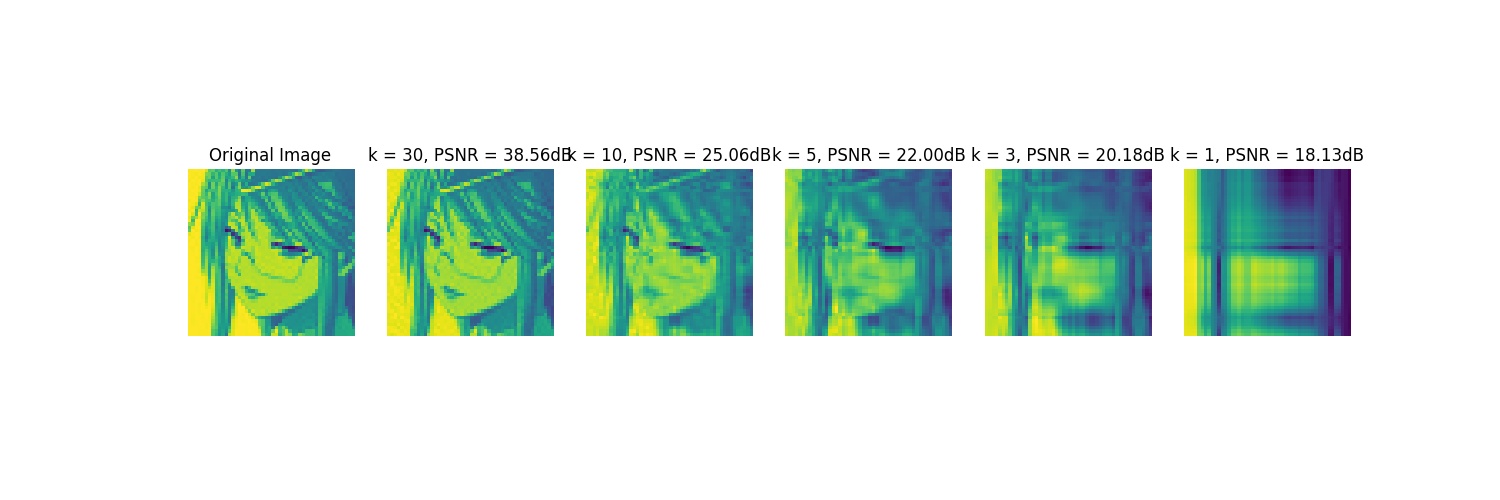 Original Image
k = 30, PSNR = 38.56dB
k = 10, PSNR = 25.06dB
k = 5, PSNR = 22.00dB
k = 3, PSNR = 20.18dB
k = 1, PSNR = 18.13dB